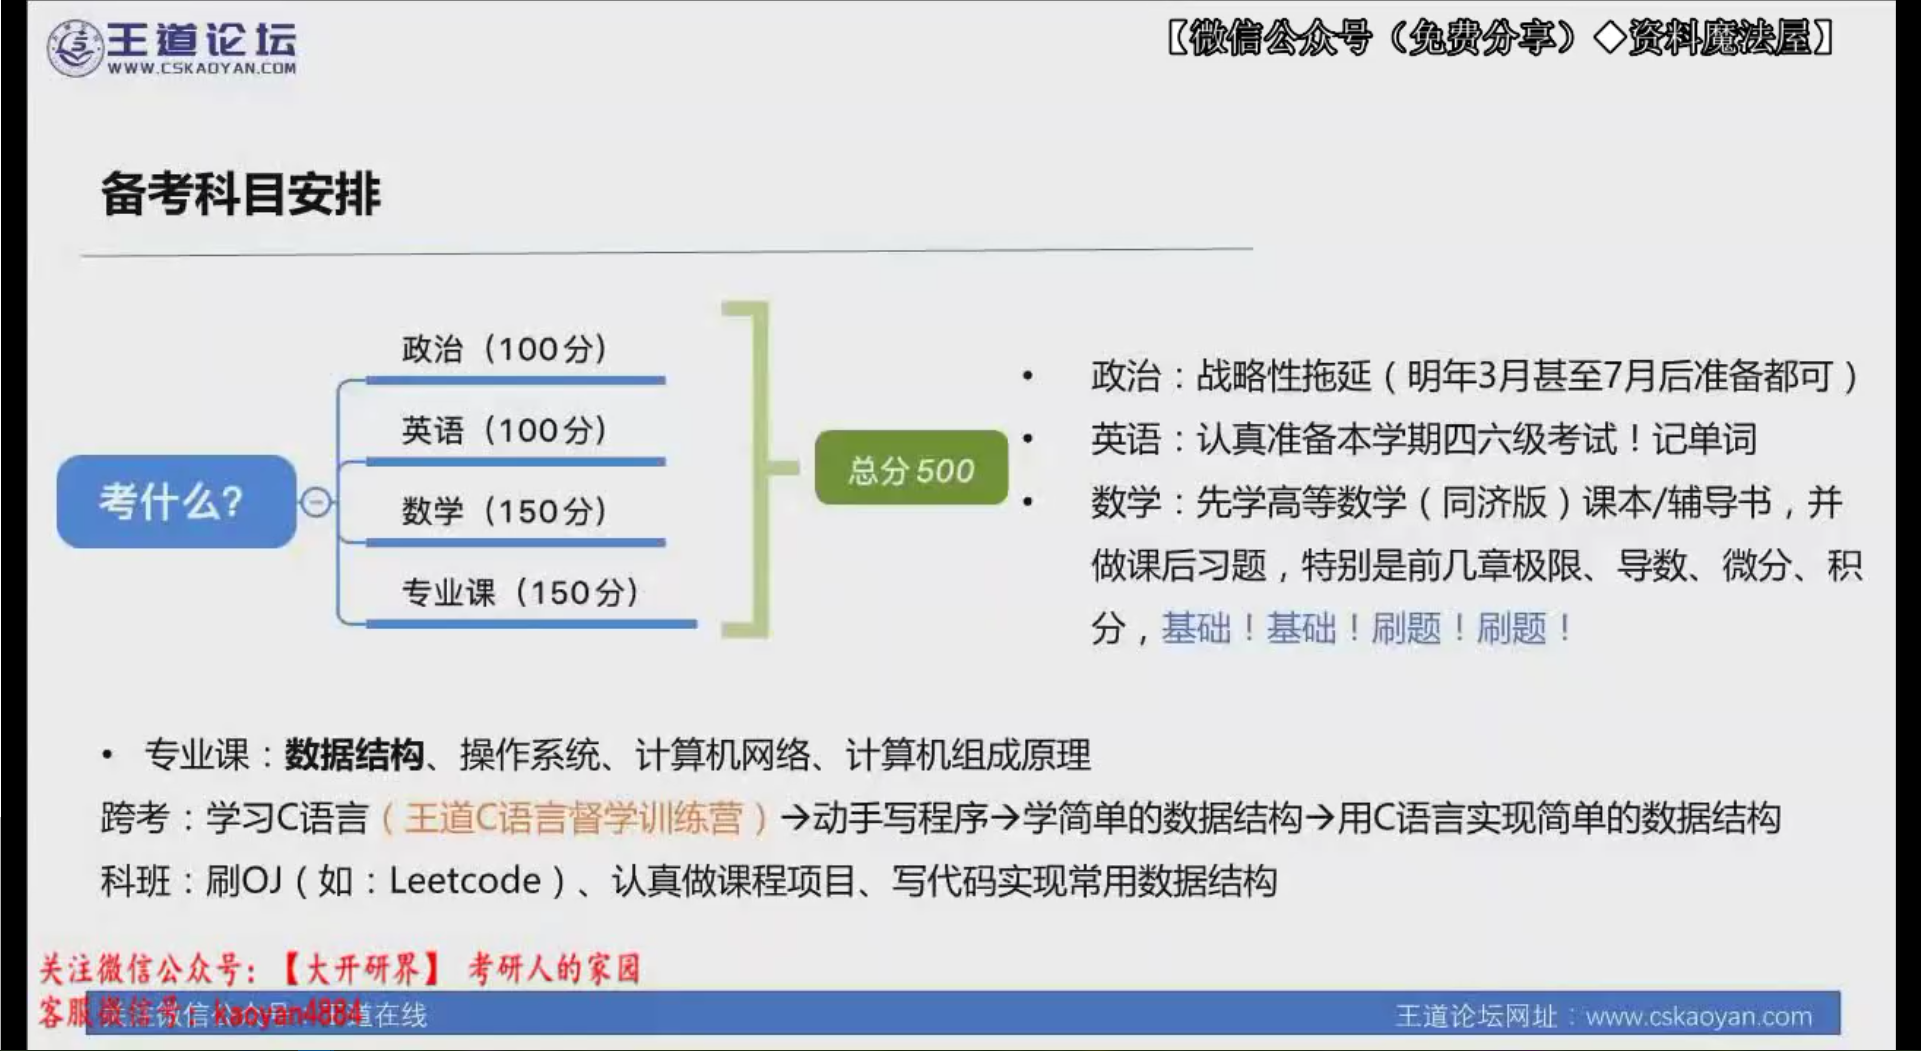 王道论坛
WWW.CSKAOYAN.COM
【微信公众号（免费分享）◇资料魔法屋】
备考科目安排
考什么?
政治（100分）
英语（100分）
数学（150分）
专业课（150分）
总分500
• 政治：战略性拖延（明年3月甚至7月后准备都可）
• 英语：认真准备本学期四六级考试！记单词
• 数学：先学高等数学（同济版）课本/辅导书，并
做课后习题，特别是前几章极限、导数、微分、积
分，基础！基础！刷题！刷题！
• 专业课：数据结构、操作系统、计算机网络、计算机组成原理
跨考：学习C语言（王道C语言督学训练营）→动手写程序→学简单的数据结构→用C语言实现简单的数据结构
科班：刷OJ（如：Leetcode）、认真做课程项目、写代码实现常用数据结构
关注微信公众号：【大开研界】 考研人的家园
客服微信号：kaoyan4884
关注微信公众号：王道在线
王道论坛网址：www.cskaoyan.com